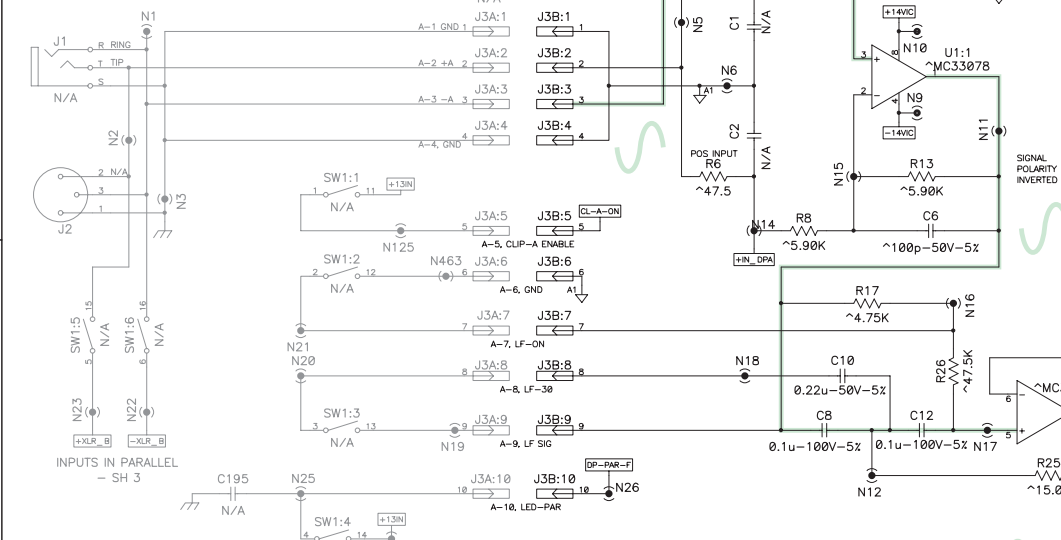 N1
J1
R RING
T TIP
S
N/A
N2
2 N/A
3
1
J2
N3
15
16
SW1:5
N/A
SW1:6
N/A
5
6
N23
N22
+XLR_B
-XLR_B
INPUTS IN PARALLEL
- SH 3
A-1 GND 1
J3A:1
J3B:1
1
A-2 +A 2
J3A:2
J3B:2
2
A-3 -A 3
J3A:3
J3B:3
3
A-4, GND
4
J3A:4
J3B:4
4
SW1:1
1
11
+13IN
N/A
N125
5
J3A:5
J3B:5
5
CL-A-ON
A-5, CLIP-A ENABLE
SW1:2
2
12
N/A
N463
6
J3A:6
J3B:6
6
A-6, GND
A1
N21
7
J3A:7
J3B:7
7
A-7, LF-ON
N20
8
J3A:8
J3B:8
8
A-8, LF-30
SW1:3
3
13
N/A
N19
9
J3A:9
J3B:9
9
A-9, LF SIG
C195
N/A
N25
10
J3A:10
J3B:10
10
A-10, LED-PAR
DP-PAR-F
N26
SW1:4
4
14
+13IN
N5
C1
N/A
N6
A1
C2
N/A
POS INPUT
R6
^47.5
N14
+IN_DPA
R8
^5.90K
+14VIC
N10
8
U1:1
^MC33078
3
+
2
-
4
N9
-14VIC
N11
N15
R13
^5.90K
C6
^100p-50V-5%
SIGNAL
POLARITY
INVERTED
R17
^4.75K
N16
R26
^47.5K
N18
C10
0.22u-50V-5%
C8
0.1u-100V-5%
C12
0.1u-100V-5%
N17
N12
^MC
6
-
5
+
R25
^15.0